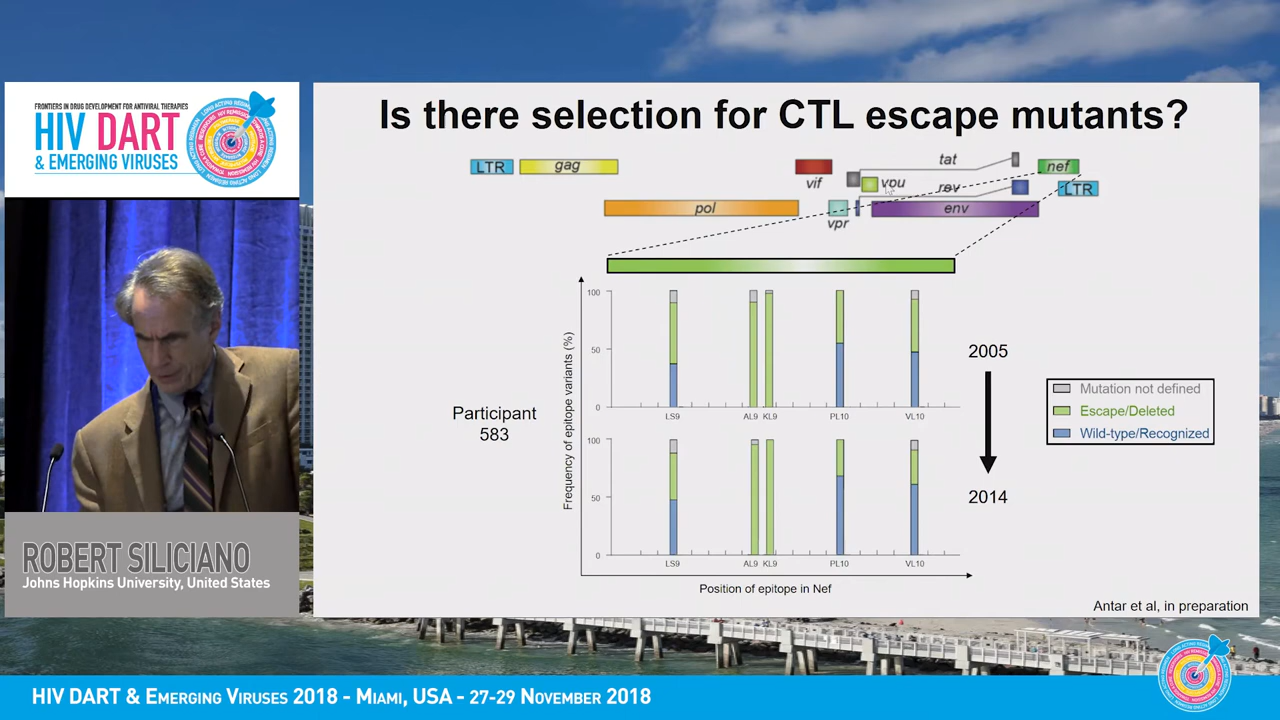 FRONTIERS IN DRUG DEVELOPMENT FOR ANTIVIRAL THERAPIES
HIV DART
& EMERGING VIRUSES
Is there selection for CTL escape mutants?
LTR
gag
vif
tat
nef
vpu
rev
LTR
pol
vpr
env
Frequency of epitope variants (%)
100
50
0
LS9
AL9
KL9
PL10
VL10
100
50
0
LS9
AL9
KL9
PL10
VL10
Position of epitope in Nef
Participant
583
2005
2014
Mutation not defined
Escape/Deleted
Wild-type/Recognized
Antar et al, in preparation
ROBERT SILICIANO
Johns Hopkins University, United States
HIV DART & EMERGING VIRUSES 2018 - MIAMI, USA - 27-29 NOVEMBER 2018